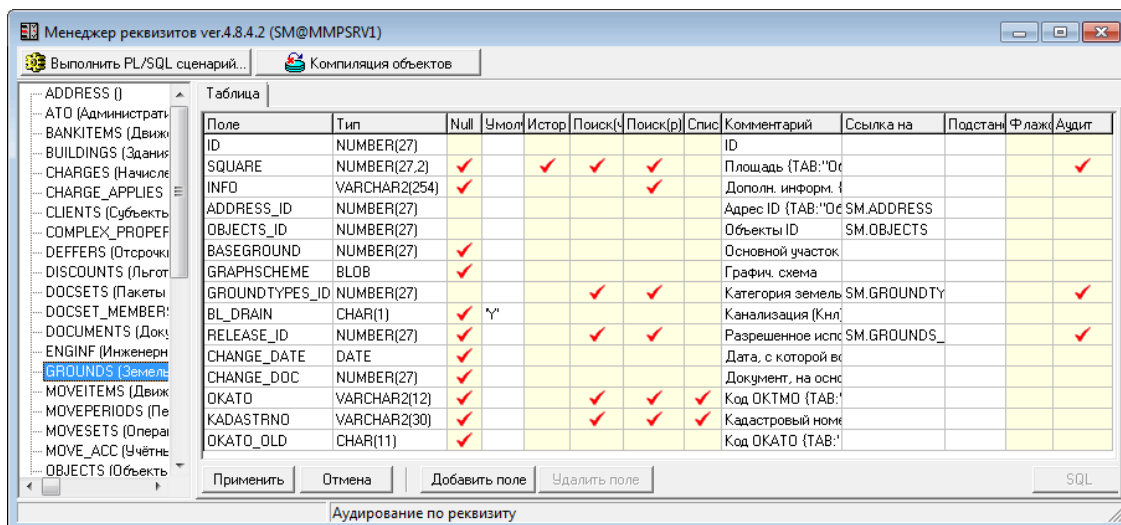 Менеджер реквизитов ver.4.8.4.2 (SM@MMPSRV1)
Выполнить PL/SQL сценарий... Компиляция объектов
ADDRESS ()
ATO (Администрати
BANKITEMS (Движ
BUILDINGS (Здания
CHARGES (Начисле
CHARGE_APPLIES
CLIENTS (Субъекть
COMPLEX_PROPER
DEFFERS (Отсрочки
DISCOUNTS (Льгот
DOCSETS (Пакеты
DOCSET_MEMBER
DOCUMENTS (Доку
ENGINF (Инженерн
GROUNDS (Земель
MOVEITEMS (Движ
MOVEPERIODS (Пе
MOVESETS (Опера
MOVE_ACC (Учётнь
OBJECTS (Объекть
Таблица
Поле Тип Null Умол Истор Поиск(ч Поиск(р) Спис Комментарий Ссылка на Подстан Флажо Аудит
ID NUMBER(27) ID
SQUARE NUMBER(27,2) Площадь {TAB:"Об
INFO VARCHAR2(254) Дополн. информ. {
ADDRESS_ID NUMBER(27) Адрес ID {TAB:"Об SM.ADDRESS
OBJECTS_ID NUMBER(27) Объекты ID SM.OBJECTS
BASEGROUND NUMBER(27) Основной участок
GRAPHSCHEME BLOB Графич. схема
GROUNDTYPES_ID NUMBER(27) Категория земель SM.GROUNDTY
BL_DRAIN CHAR(1) 'Y' Канализация (Кнл)
RELEASE_ID NUMBER(27) Разрешенное испо SM.GROUNDS_
CHANGE_DATE DATE Дата, с которой во
CHANGE_DOC NUMBER(27) Документ, на осно
OKATO VARCHAR2(12) Код ОКТМО {TAB:"
KADASTRNO VARCHAR2(30) Кадастровый номе
OKATO_OLD CHAR(11) Код ОКАТО {TAB:'
Применить Отмена Добавить поле Удалить поле SQL
Аудирование по реквизиту